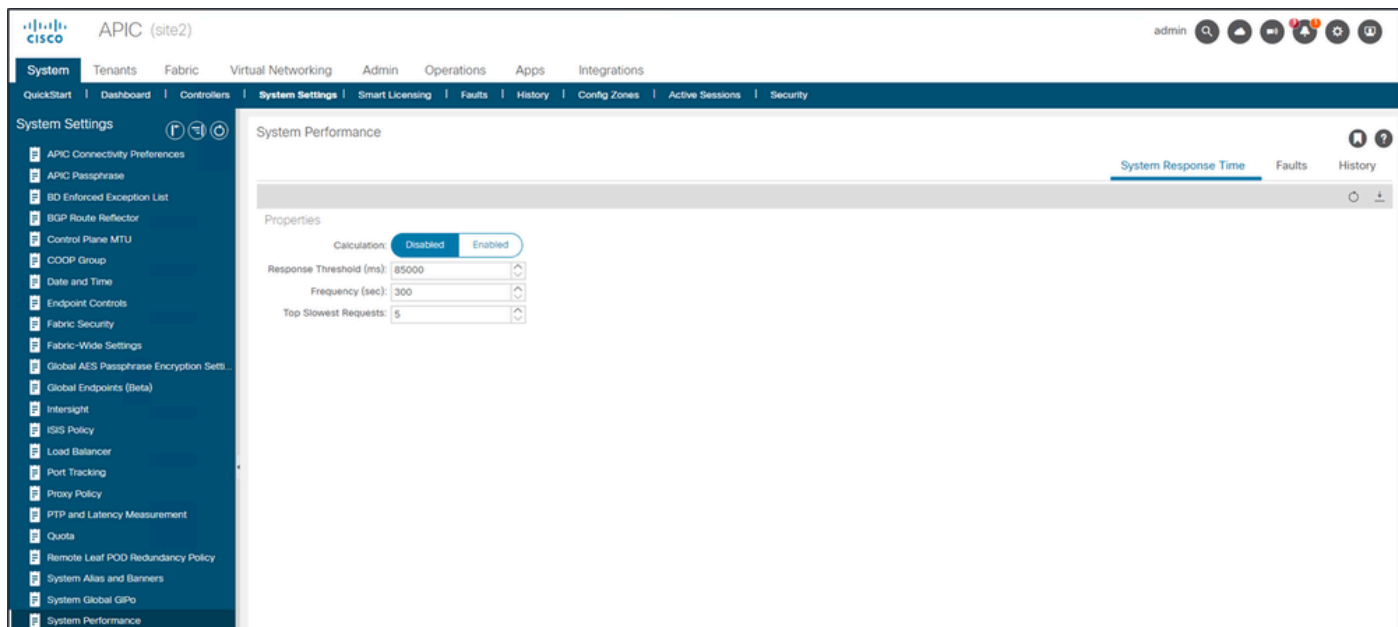 CISCO
APIC (site2)
admin
System Tenants Fabric Virtual Networking Admin Operations Apps Integrations
QuickStart | Dashboard | Controllers | System Settings | Smart Licensing | Faults | History | Config Zones | Active Sessions | Security
System Settings
APIC Connectivity Preferences
APIC Passphrase
BD Enforced Exception List
BGP Route Reflector
Control Plane MTU
COOP Group
Date and Time
Endpoint Controls
Fabric Security
Fabric-Wide Settings
Global AES Passphrase Encryption Setti...
Global Endpoints (Beta)
Intersight
ISIS Policy
Load Balancer
Port Tracking
Proxy Policy
PTP and Latency Measurement
Quota
Remote Leaf POD Redundancy Policy
System Alias and Banners
System Global GIPo
System Performance
System Performance
System Response Time Faults History
Properties
Calculation: Disabled Enabled
Response Threshold (ms): 85000
Frequency (sec): 300
Top Slowest Requests: 5